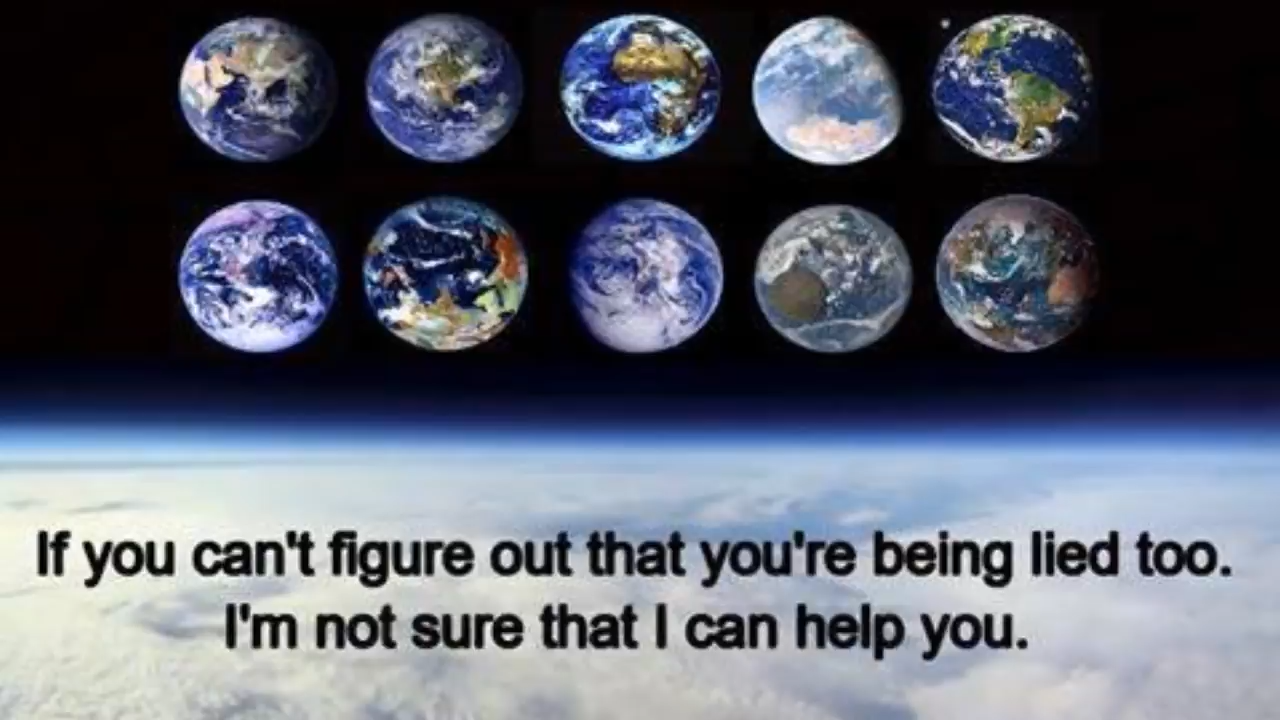 If you can't figure out that you're being lied too.
I'm not sure that I can help you.